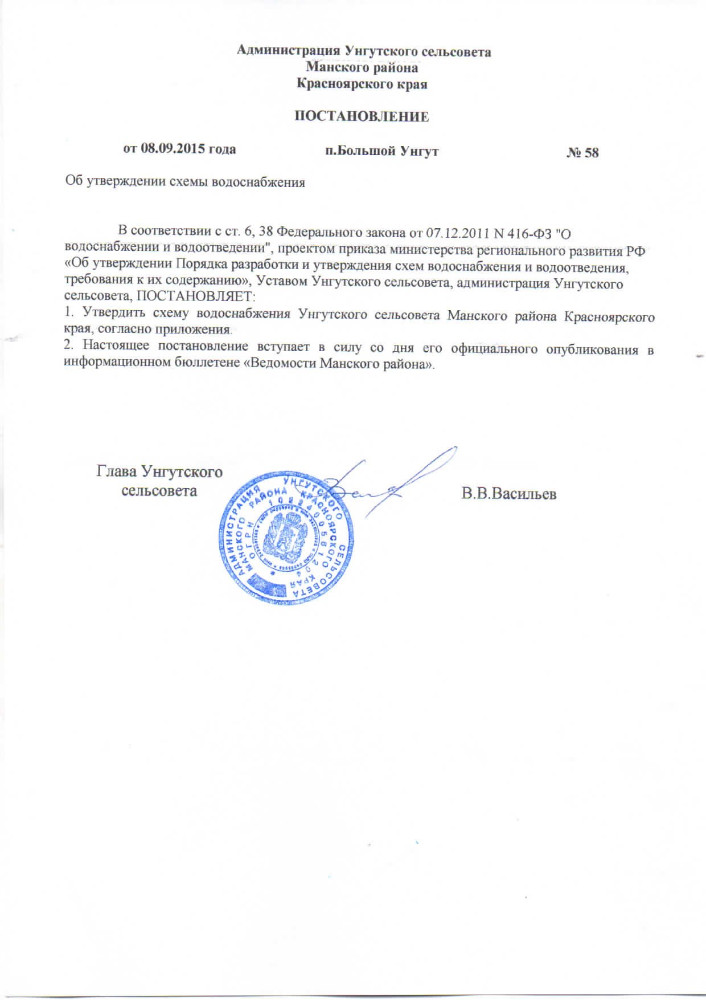 Администрация Унгутского сельсовета
Манского района
Красноярского края
ПОСТАНОВЛЕНИЕ
от 08.09.2015 года п.Большой Унгут № 58
Об утверждении схемы водоснабжения
В соответствии с ст. 6, 38 Федерального закона от 07.12.2011 N 416-ФЗ "О
водоснабжении и водоотведении", проектом приказа министерства регионального развития РФ
«Об утверждении Порядка разработки и утверждения схем водоснабжения и водоотведения,
требования к их содержанию», Уставом Унгутского сельсовета, администрация Унгутского
сельсовета, ПОСТАНОВЛЯЕТ:
1. Утвердить схему водоснабжения Унгутского сельсовета Манского района Красноярского
края, согласно приложения.
2. Настоящее постановление вступает в силу со дня его официального опубликования в
информационном бюллетене «Ведомости Манского района».
Глава Унгутского
сельсовета
В.В.Васильев
АДМИНИСТРАЦИЯ УНГУТСКОГО СЕЛЬСОВЕТА
МАНСКОГО РАЙОНА КРАСНОЯРСКОГО КРАЯ
ОГРН 1022400561204